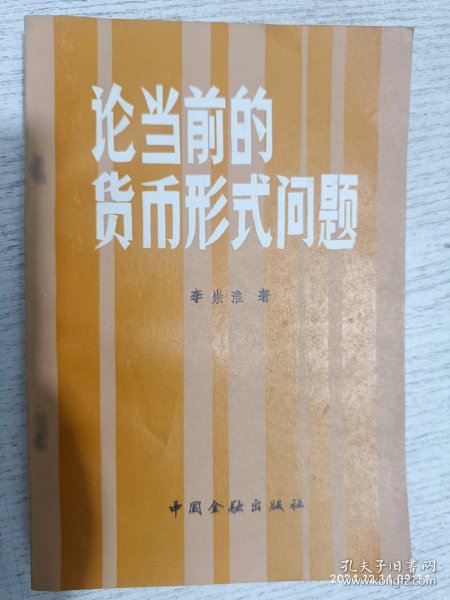 论当前的
货币形式问题
李崇淮 著
中国金融出版社
孔夫子旧书网